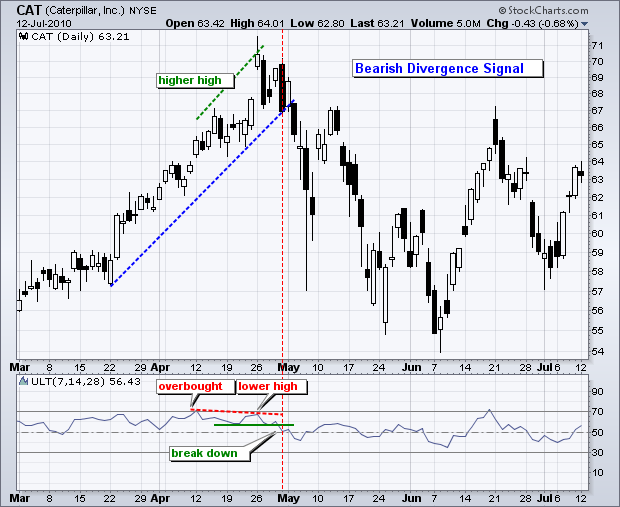 CAT (Caterpillar, Inc.) NYSE
© StockCharts.com
12-Jul-2010
Open 63.42 High 64.01 Low 62.80 Last 63.21 Volume 5.0M Chg -0.43 (-0.68%)
CAT (Daily) 63.21
Bearish Divergence Signal
higher high
71
70
69
68
67
66
65
64
63
62
61
60
59
58
57
56
55
54
Mar 8 15 22 29 Apr 12 19 26 May 10 17 24 Jun 7 14 21 28 Jul 6 12
ULT(7,14,28) 56.43
overbought
lower high
break down
90
70
50
30
10
Mar 8 15 22 29 Apr 12 19 26 May 10 17 24 Jun 7 14 21 28 Jul 6 12